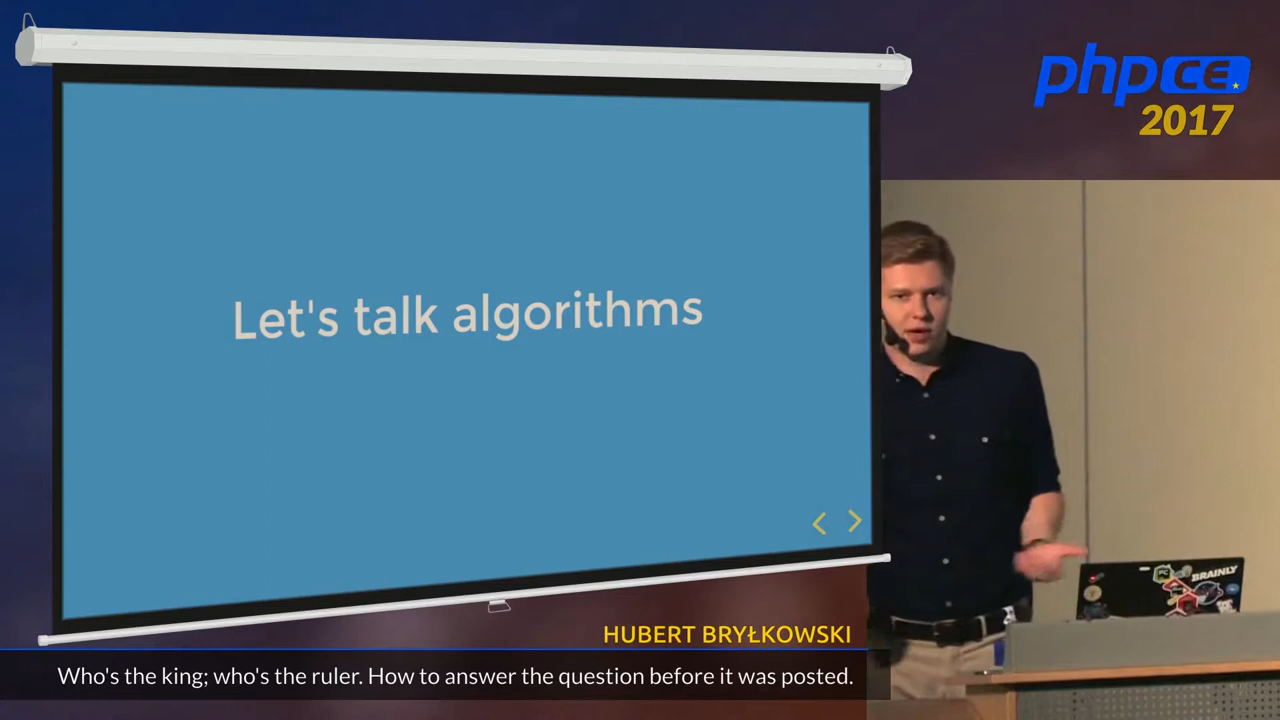 phpCE
2017
Let's talk algorithms
PC
BRAINLY
HUBERT BRYŁKOWSKI
Who's the king; who's the ruler. How to answer the question before it was posted.